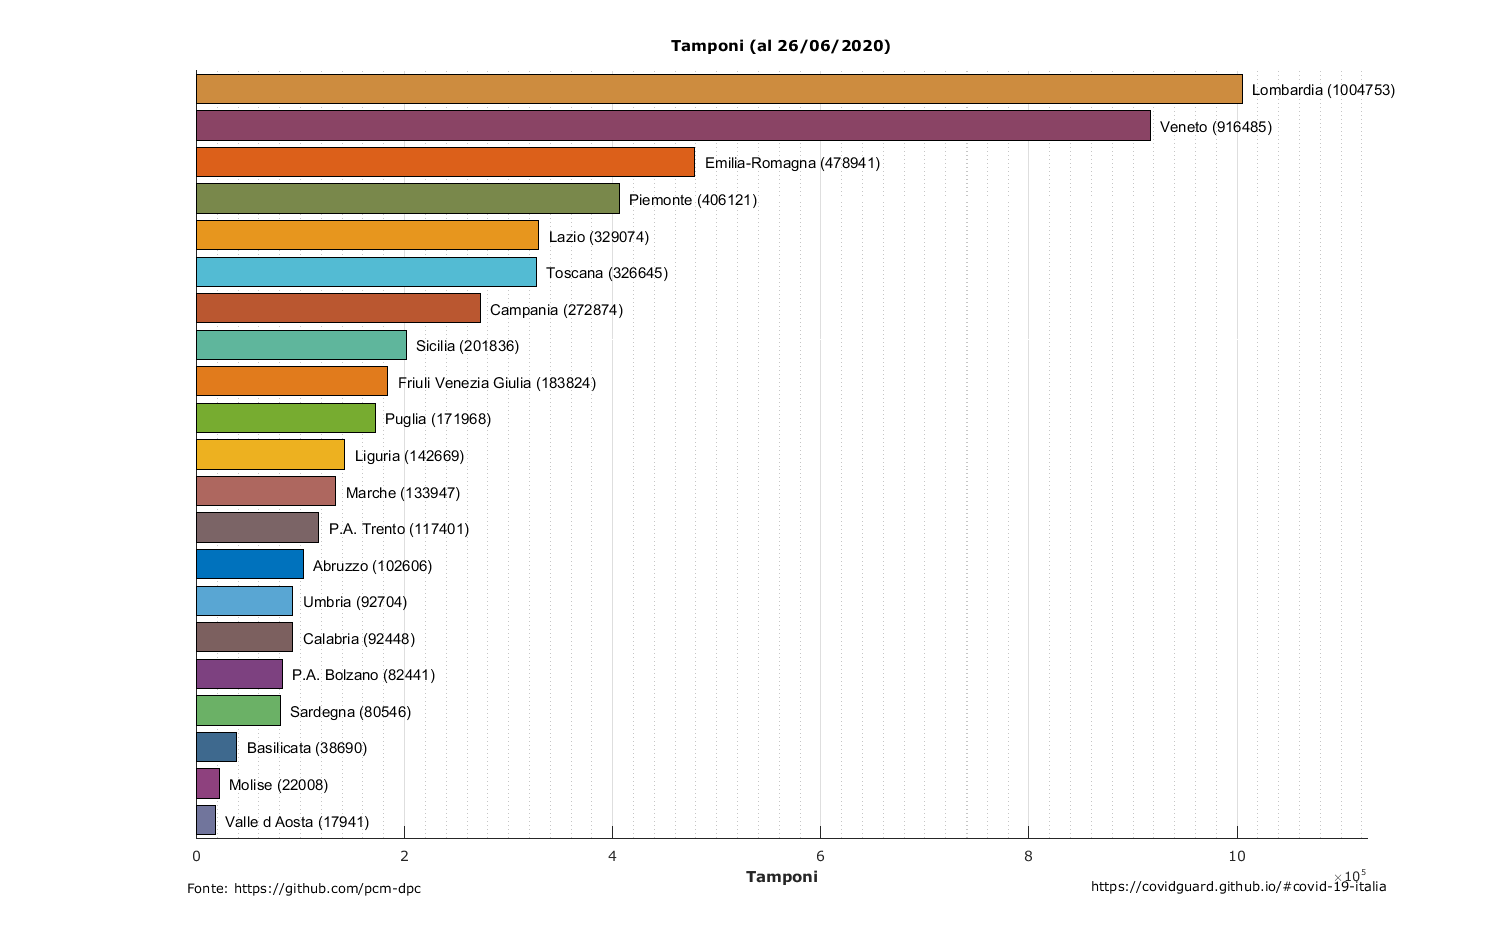 Tamponi (al 26/06/2020)
Lombardia (1004753)
Veneto (916485)
Emilia-Romagna (478941)
Piemonte (406121)
Lazio (329074)
Toscana (326645)
Campania (272874)
Sicilia (201836)
Friuli Venezia Giulia (183824)
Puglia (171968)
Liguria (142669)
Marche (133947)
P.A. Trento (117401)
Abruzzo (102606)
Umbria (92704)
Calabria (92448)
P.A. Bolzano (82441)
Sardegna (80546)
Basilicata (38690)
Molise (22008)
Valle d Aosta (17941)
0 2 4 6 8 10
×10⁵
Tamponi
Fonte: https://github.com/pcm-dpc
https://covidguard.github.io/#covid-19-italia